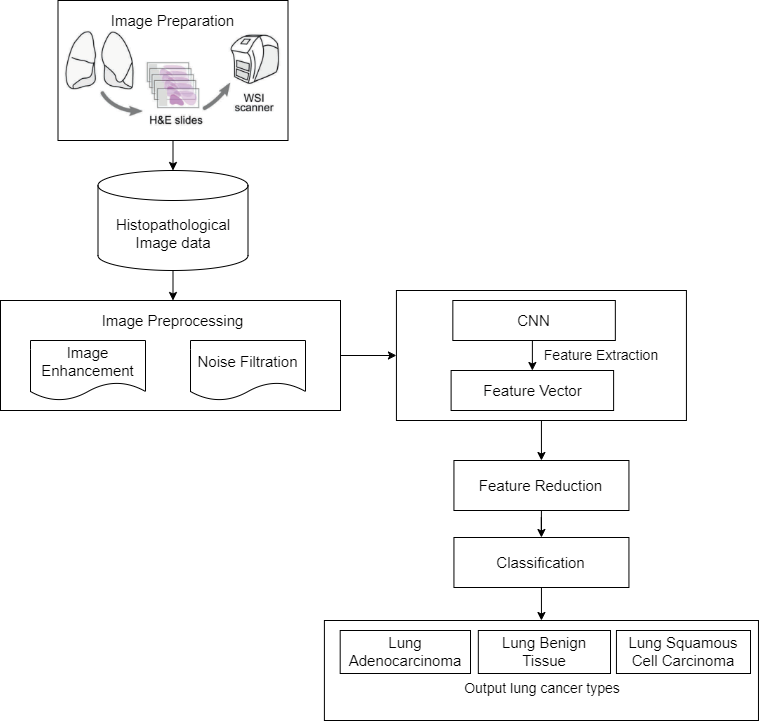 Image Preparation
WSI
scanner
H&E slides
Histopathological
Image data
Image Preprocessing
Image
Enhancement
Noise Filtration
CNN
Feature Extraction
Feature Vector
Feature Reduction
Classification
Lung
Adenocarcinoma
Lung Benign
Tissue
Lung Squamous
Cell Carcinoma
Output lung cancer types